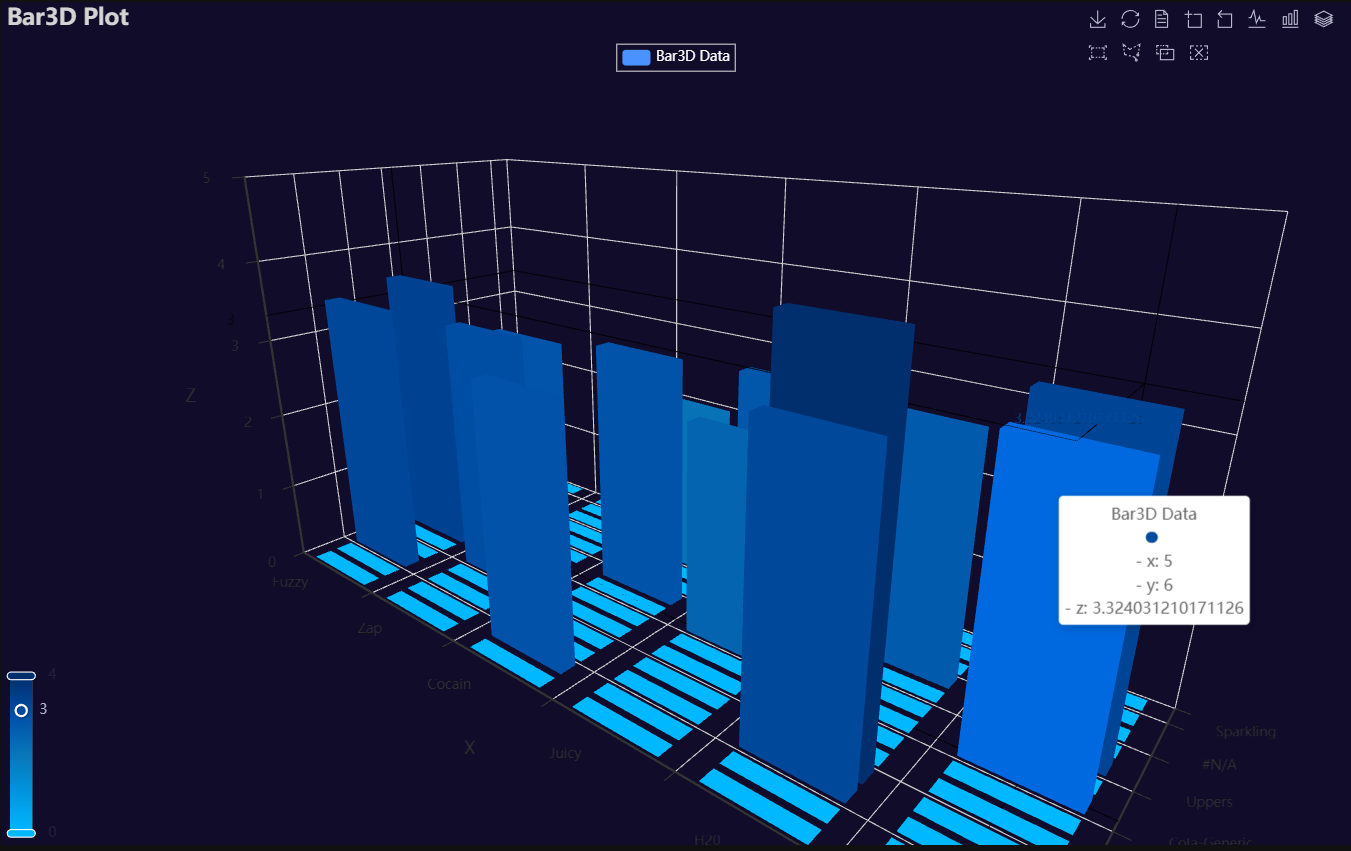 Bar3D Plot
Bar3D Data
5
4
3
3
2
1
0
Z
Fuzzy
Zap
Cocain
Juicy
H20
X
Bar3D Data
- x: 5
- y: 6
- z: 3.324031210171126
Sparkling
#N/A
Uppers
Cola-Generic
4
3
0